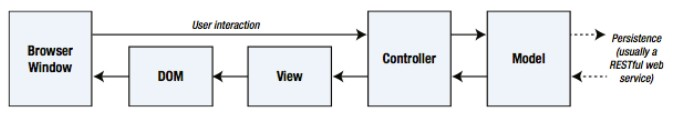 User interaction
Browser
Window
DOM
View
Controller
Model
Persistence
(usually a
RESTful web
service)